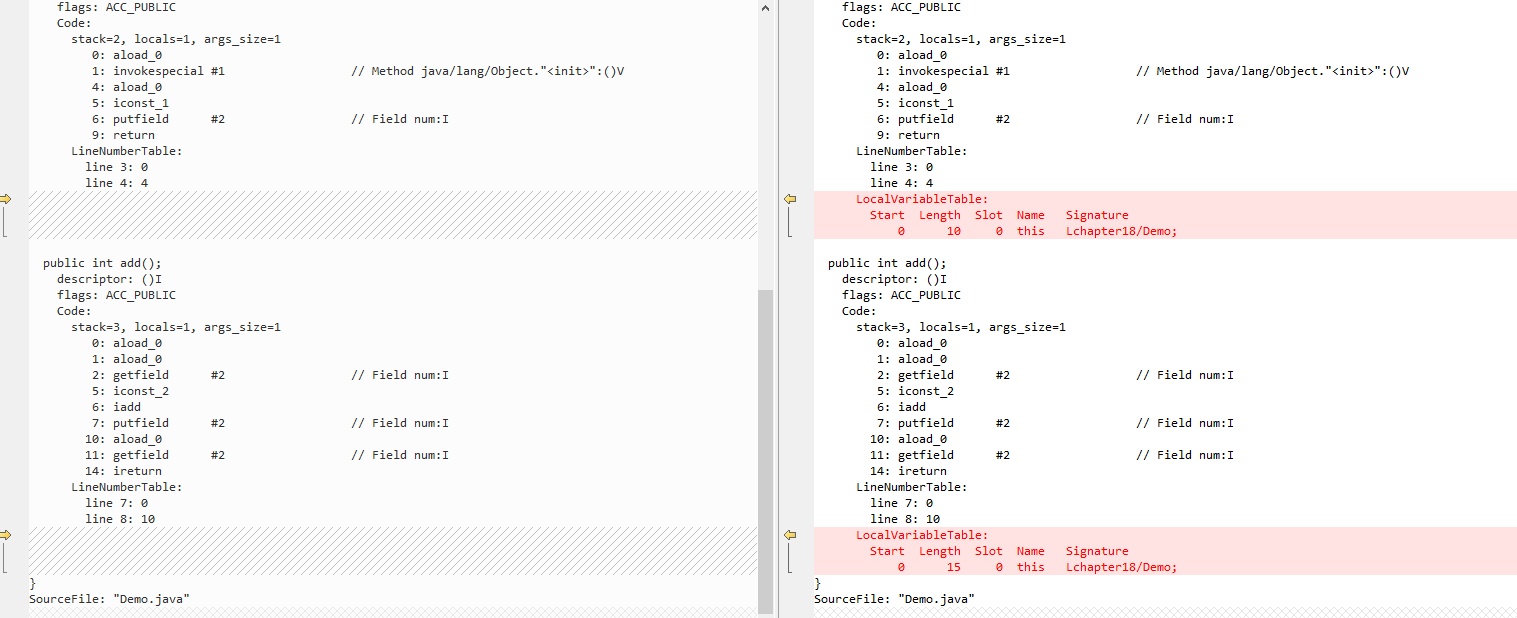 flags: ACC_PUBLIC
Code:
stack=2, locals=1, args_size=1
0: aload_0
1: invokespecial #1 // Method java/lang/Object."<init>":()V
4: aload_0
5: iconst_1
6: putfield #2 // Field num:I
9: return
LineNumberTable:
line 3: 0
line 4: 4
public int add();
descriptor: ()I
flags: ACC_PUBLIC
Code:
stack=3, locals=1, args_size=1
0: aload_0
1: aload_0
2: getfield #2 // Field num:I
5: iconst_2
6: iadd
7: putfield #2 // Field num:I
10: aload_0
11: getfield #2 // Field num:I
14: ireturn
LineNumberTable:
line 7: 0
line 8: 10
}
SourceFile: "Demo.java"
flags: ACC_PUBLIC
Code:
stack=2, locals=1, args_size=1
0: aload_0
1: invokespecial #1 // Method java/lang/Object."<init>":()V
4: aload_0
5: iconst_1
6: putfield #2 // Field num:I
9: return
LineNumberTable:
line 3: 0
line 4: 4
LocalVariableTable:
Start Length Slot Name Signature
0 10 0 this Lchapter18/Demo;
public int add();
descriptor: ()I
flags: ACC_PUBLIC
Code:
stack=3, locals=1, args_size=1
0: aload_0
1: aload_0
2: getfield #2 // Field num:I
5: iconst_2
6: iadd
7: putfield #2 // Field num:I
10: aload_0
11: getfield #2 // Field num:I
14: ireturn
LineNumberTable:
line 7: 0
line 8: 10
LocalVariableTable:
Start Length Slot Name Signature
0 15 0 this Lchapter18/Demo;
}
SourceFile: "Demo.java"